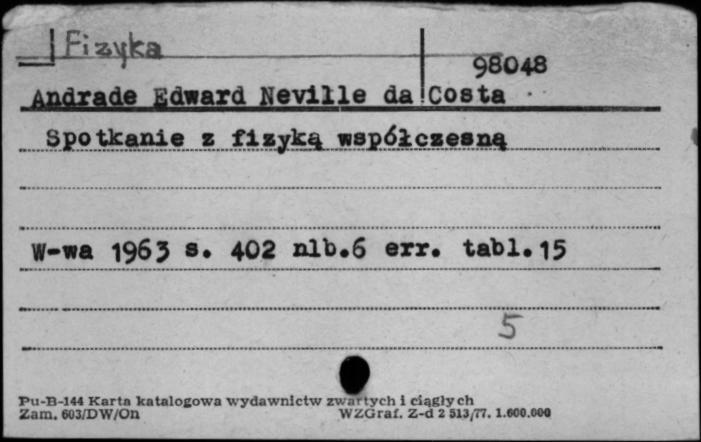 Fizyka
98048
Andrade Edward Neville da Costa
Spotkanie z fizyką współczesną
W-wa 1963 s. 402 nlb.6 err. tabl.15
5
Pu-B-144 Karta katalogowa wydawnictw zwartych i ciągłych
Zam. 603/DW/On WZGraf. Z-d 2 513/77. 1.600.000